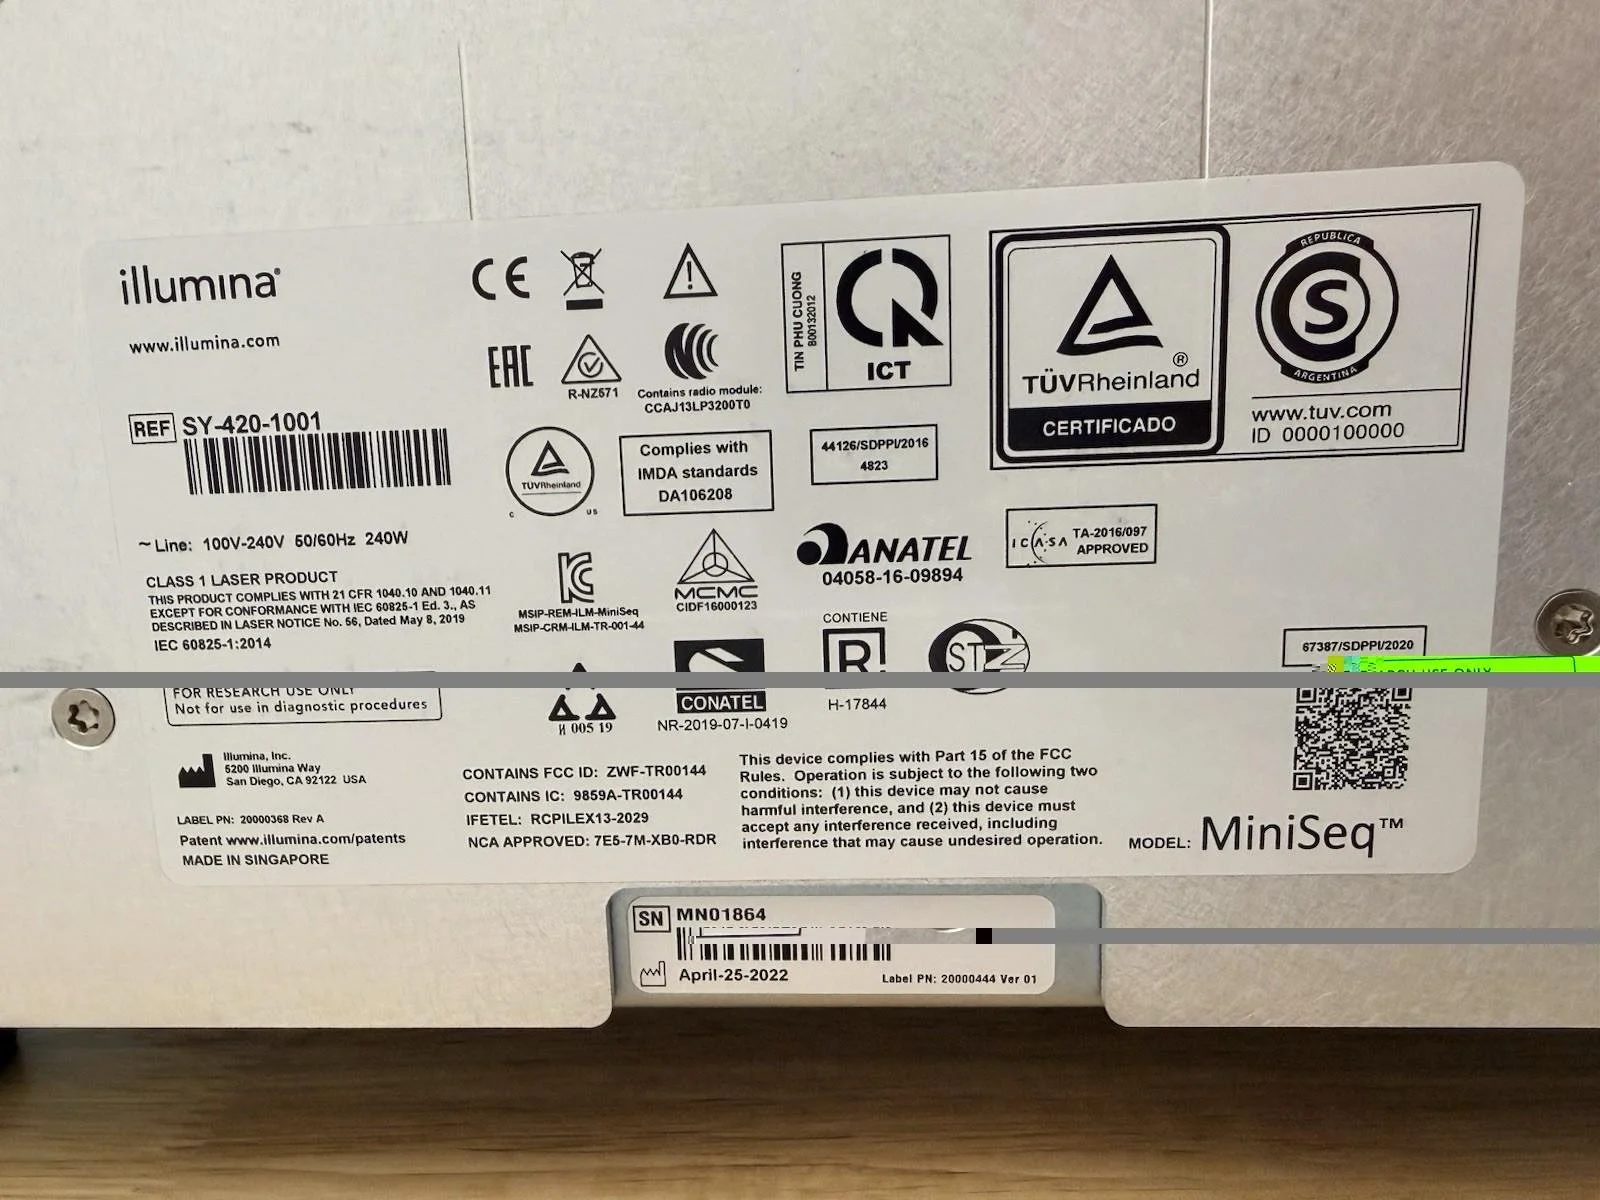 illumina®
www.illumina.com
REF SY-420-1001
~ Line: 100V-240V 50/60Hz 240W
CLASS 1 LASER PRODUCT
THIS PRODUCT COMPLIES WITH 21 CFR 1040.10 AND 1040.11
EXCEPT FOR CONFORMANCE WITH IEC 60825-1 Ed. 3., AS
DESCRIBED IN LASER NOTICE No. 56, Dated May 8, 2019
IEC 60825-1:2014
FOR RESEARCH USE ONLY
Not for use in diagnostic procedures
Illumina, Inc.
5200 Illumina Way
San Diego, CA 92122 USA
LABEL PN: 20000368 Rev A
Patent www.illumina.com/patents
MADE IN SINGAPORE
CE
EAC
R-NZ571
Contains radio module:
CCAJ13LP3200T0
TÜVRheinland
C US
Complies with
IMDA standards
DA106208
MSIP-REM-ILM-MiniSeq
MSIP-CRM-ILM-TR-001-44
MCMC
CIDF16000123
CONATEL
NR-2019-07-I-0419
И 005 19
TIN PHU CUONG
B00132012
ICT
44126/SDPPI/2016
4823
ANATEL
04058-16-09894
CONTIENE
R
H-17844
STZ
TÜVRheinland®
CERTIFICADO
REPUBLICA
S
ARGENTINA
www.tuv.com
ID 0000100000
ICASA TA-2016/097
APPROVED
67387/SDPPI/2020
USE ONLY
CONTAINS FCC ID: ZWF-TR00144
CONTAINS IC: 9859A-TR00144
IFETEL: RCPILEX13-2029
NCA APPROVED: 7E5-7M-XB0-RDR
This device complies with Part 15 of the FCC
Rules. Operation is subject to the following two
conditions: (1) this device may not cause
harmful interference, and (2) this device must
accept any interference received, including
interference that may cause undesired operation.
MODEL: MiniSeq™
SN MN01864
April-25-2022
Label PN: 20000444 Ver 01